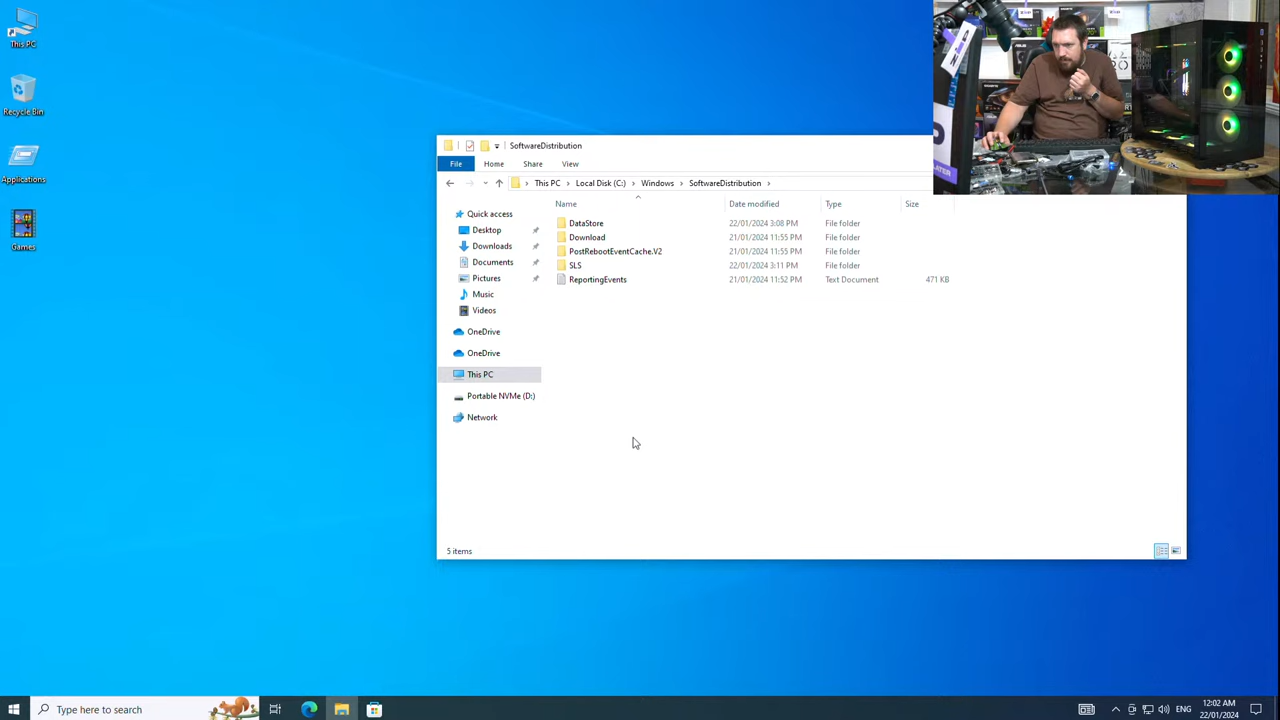 This PC
Recycle Bin
Applications
Games
SoftwareDistribution
File Home Share View
This PC Local Disk (C:) Windows SoftwareDistribution
Name Date modified Type Size
DataStore 22/01/2024 3:08 PM File folder
Download 21/01/2024 11:55 PM File folder
PostRebootEventCache.V2 21/01/2024 11:55 PM File folder
SLS 22/01/2024 3:11 PM File folder
ReportingEvents 21/01/2024 11:52 PM Text Document 471 KB
Quick access
Desktop
Downloads
Documents
Pictures
Music
Videos
OneDrive
OneDrive
This PC
Portable NVMe (D:)
Network
5 items
Type here to search
ENG
12:02 AM
22/01/2024